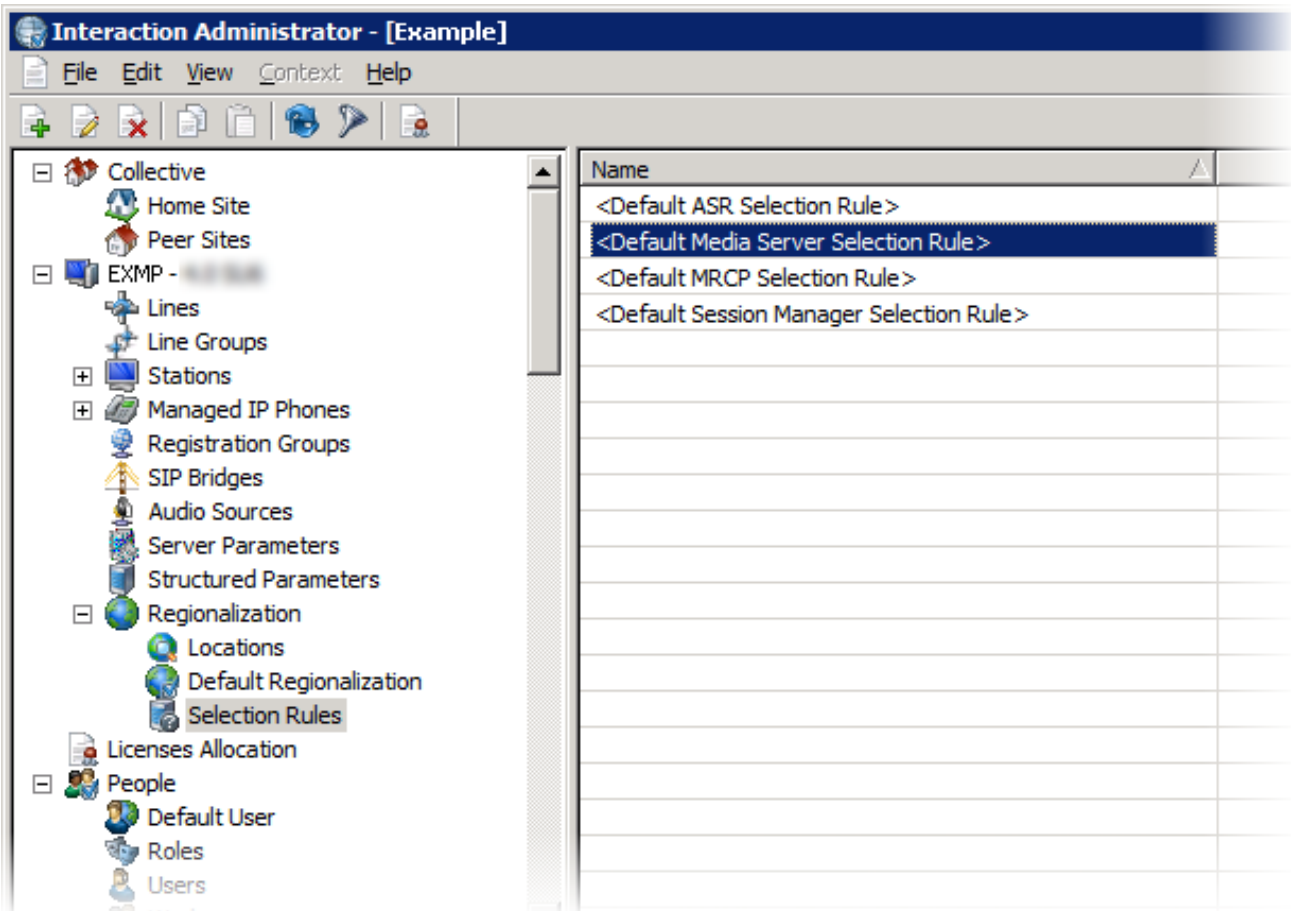 Interaction Administrator - [Example]
File Edit View Context Help
Collective
Home Site
Peer Sites
EXMP -
Lines
Line Groups
Stations
Managed IP Phones
Registration Groups
SIP Bridges
Audio Sources
Server Parameters
Structured Parameters
Regionalization
Locations
Default Regionalization
Selection Rules
Licenses Allocation
People
Default User
Roles
Users
Name
<Default ASR Selection Rule>
<Default Media Server Selection Rule>
<Default MRCP Selection Rule>
<Default Session Manager Selection Rule>